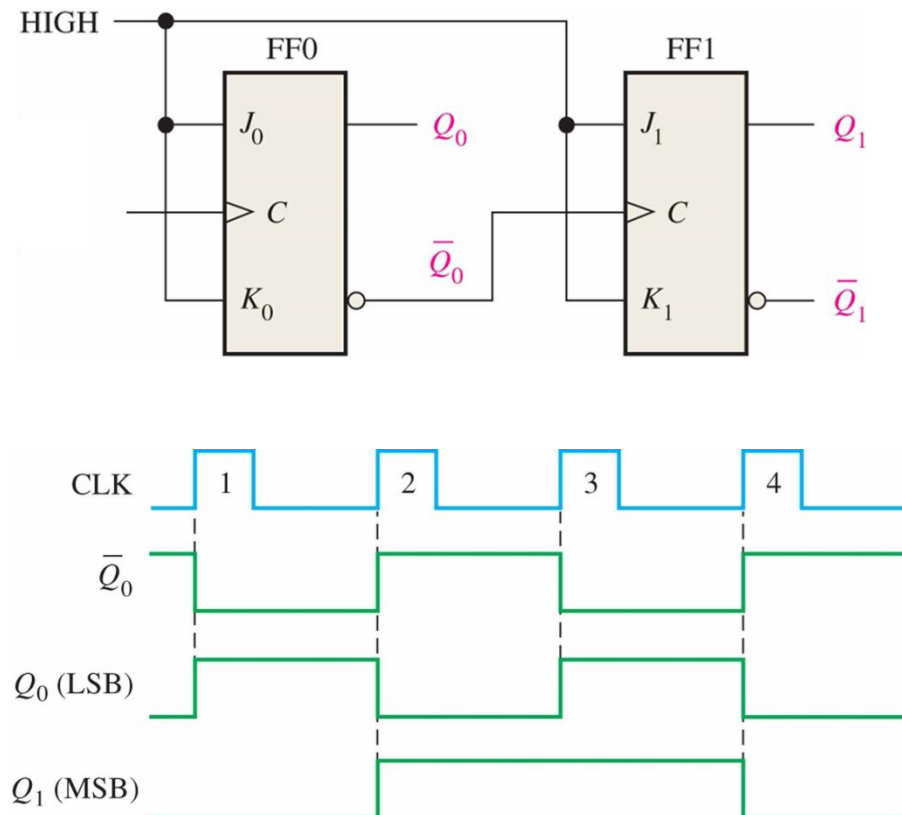 HIGH
FF0 FF1
J₀ Q₀ J₁ Q₁
C C
Q̅₀
K₀ K₁ Q̅₁
CLK 1 2 3 4
Q̅₀
Q₀ (LSB)
Q₁ (MSB)